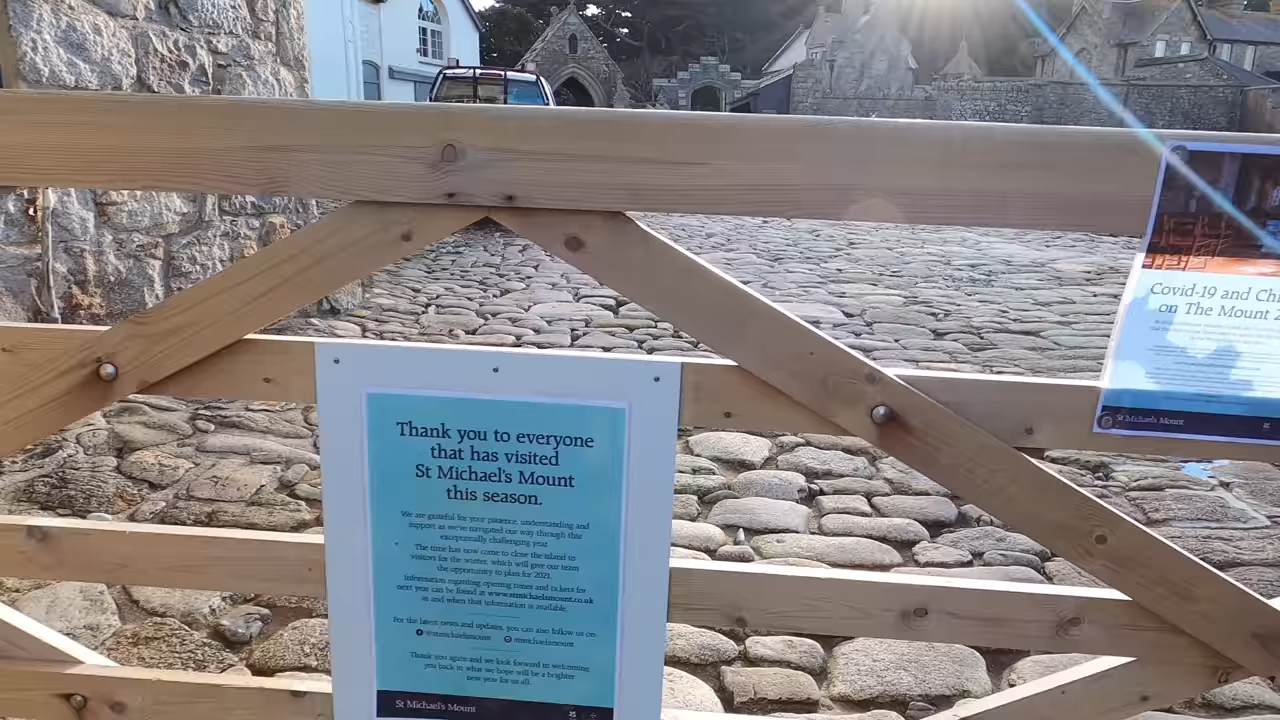 Thank you to everyone
that has visited
St Michael's Mount
this season.
We are grateful for your patience, understanding and
support as we've navigated our way through this
exceptionally challenging year.
The time has now come to close the island to
visitors for the winter, which will give our team
the opportunity to plan for 2021.
Information regarding opening times and tickets for
next year can be found at www.stmichaelsmount.co.uk
as and when that information is available.
For the latest news and updates, you can also follow us on:
@stmichaelsmount stmichaelsmount
Thank you again and we look forward to welcoming
you back in what we hope will be a brighter
new year for us all.
St Michael's Mount
Covid-19 and
on The Mount
St Michael's Mount